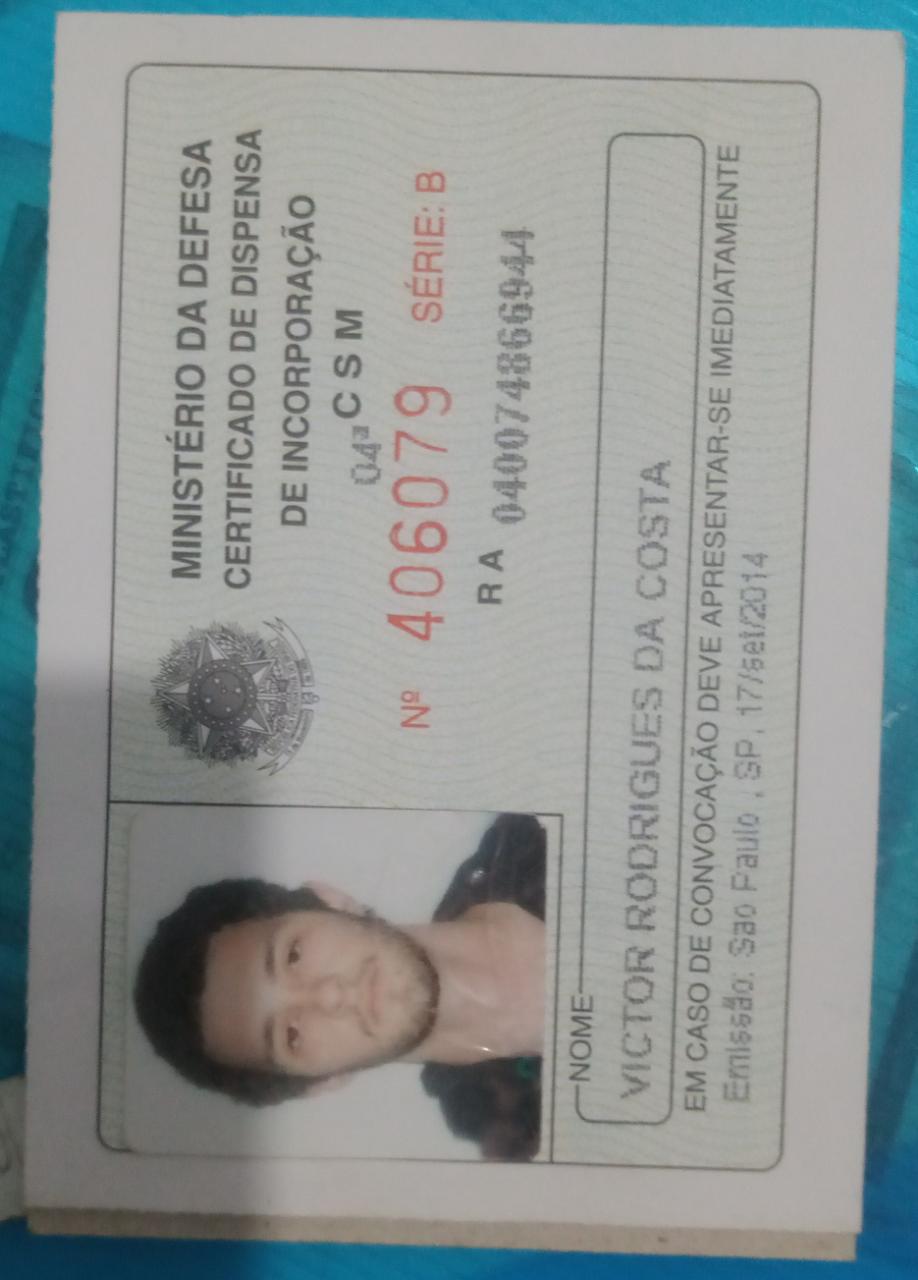 MINISTÉRIO DA DEFESA
CERTIFICADO DE DISPENSA
DE INCORPORAÇÃO
04ª C S M
Nº 406079 SÉRIE: B
R A 040074866944
NOME
VICTOR RODRIGUES DA COSTA
EM CASO DE CONVOCAÇÃO DEVE APRESENTAR-SE IMEDIATAMENTE
Emissão: São Paulo , SP, 17/set/2014